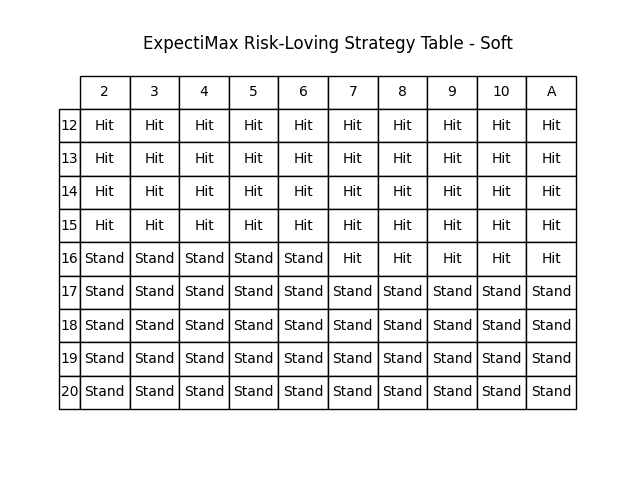 ExpectiMax Risk-Loving Strategy Table - Soft
2 3 4 5 6 7 8 9 10 A
12 Hit Hit Hit Hit Hit Hit Hit Hit Hit Hit
13 Hit Hit Hit Hit Hit Hit Hit Hit Hit Hit
14 Hit Hit Hit Hit Hit Hit Hit Hit Hit Hit
15 Hit Hit Hit Hit Hit Hit Hit Hit Hit Hit
16 Stand Stand Stand Stand Stand Hit Hit Hit Hit Hit
17 Stand Stand Stand Stand Stand Stand Stand Stand Stand Stand
18 Stand Stand Stand Stand Stand Stand Stand Stand Stand Stand
19 Stand Stand Stand Stand Stand Stand Stand Stand Stand Stand
20 Stand Stand Stand Stand Stand Stand Stand Stand Stand Stand